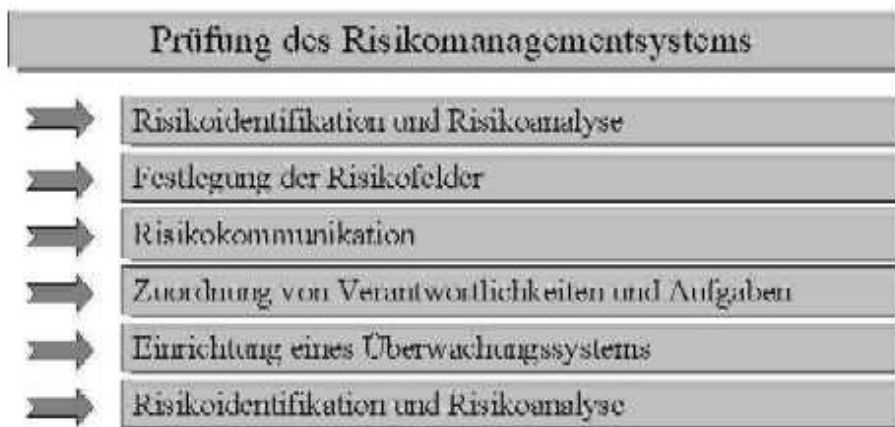 Prüfung des Risikomanagementsystems
Risikoidentifikation und Risikoanalyse
Festlegung der Risikofelder
Risikokommunikation
Zuordnung von Verantwortlichkeiten und Aufgaben
Einrichtung eines Überwachungssystems
Risikoidentifikation und Risikoanalyse